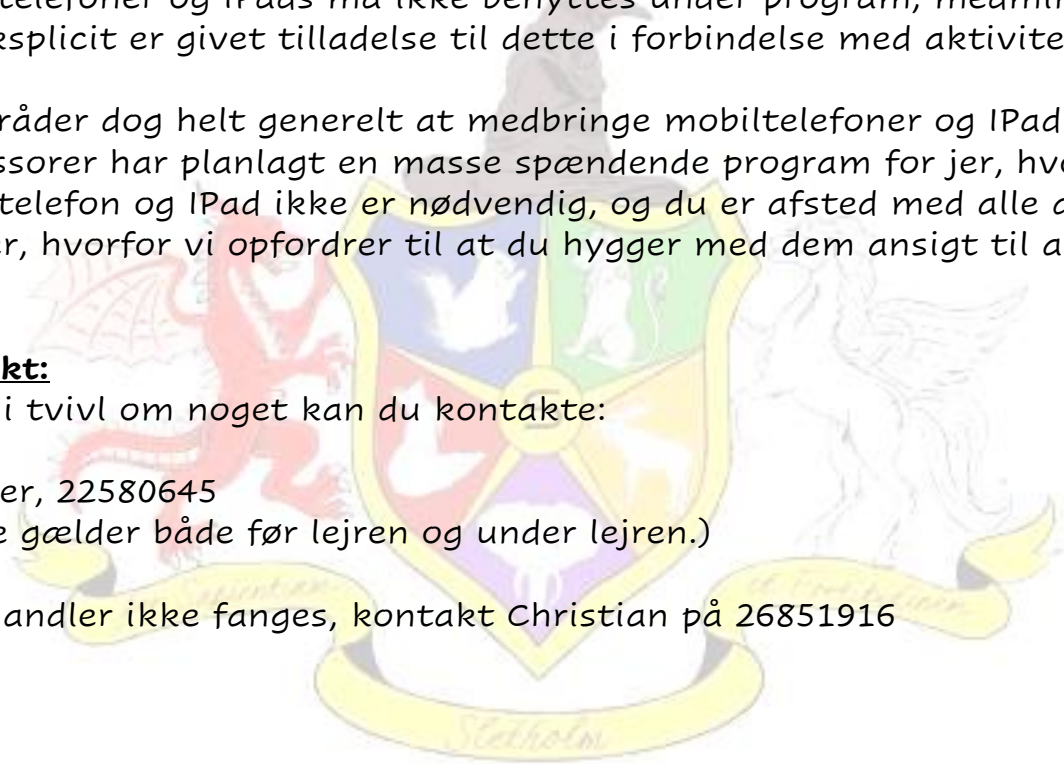 telefoner og IPads må ikke benyttes under program, medmin
ksplicit er givet tilladelse til dette i forbindelse med aktivite
råder dog helt generelt at medbringe mobiltelefoner og IPad
ssorer har planlagt en masse spændende program for jer, hv
telefon og IPad ikke er nødvendig, og du er afsted med alle
er, hvorfor vi opfordrer til at du hygger med dem ansigt til a
kt:
i tvivl om noget kan du kontakte:
er, 22580645
e gælder både før lejren og under lejren.)
andler ikke fanges, kontakt Christian på 26851916
Sapientiam
et Fortitudinem
Sletholm